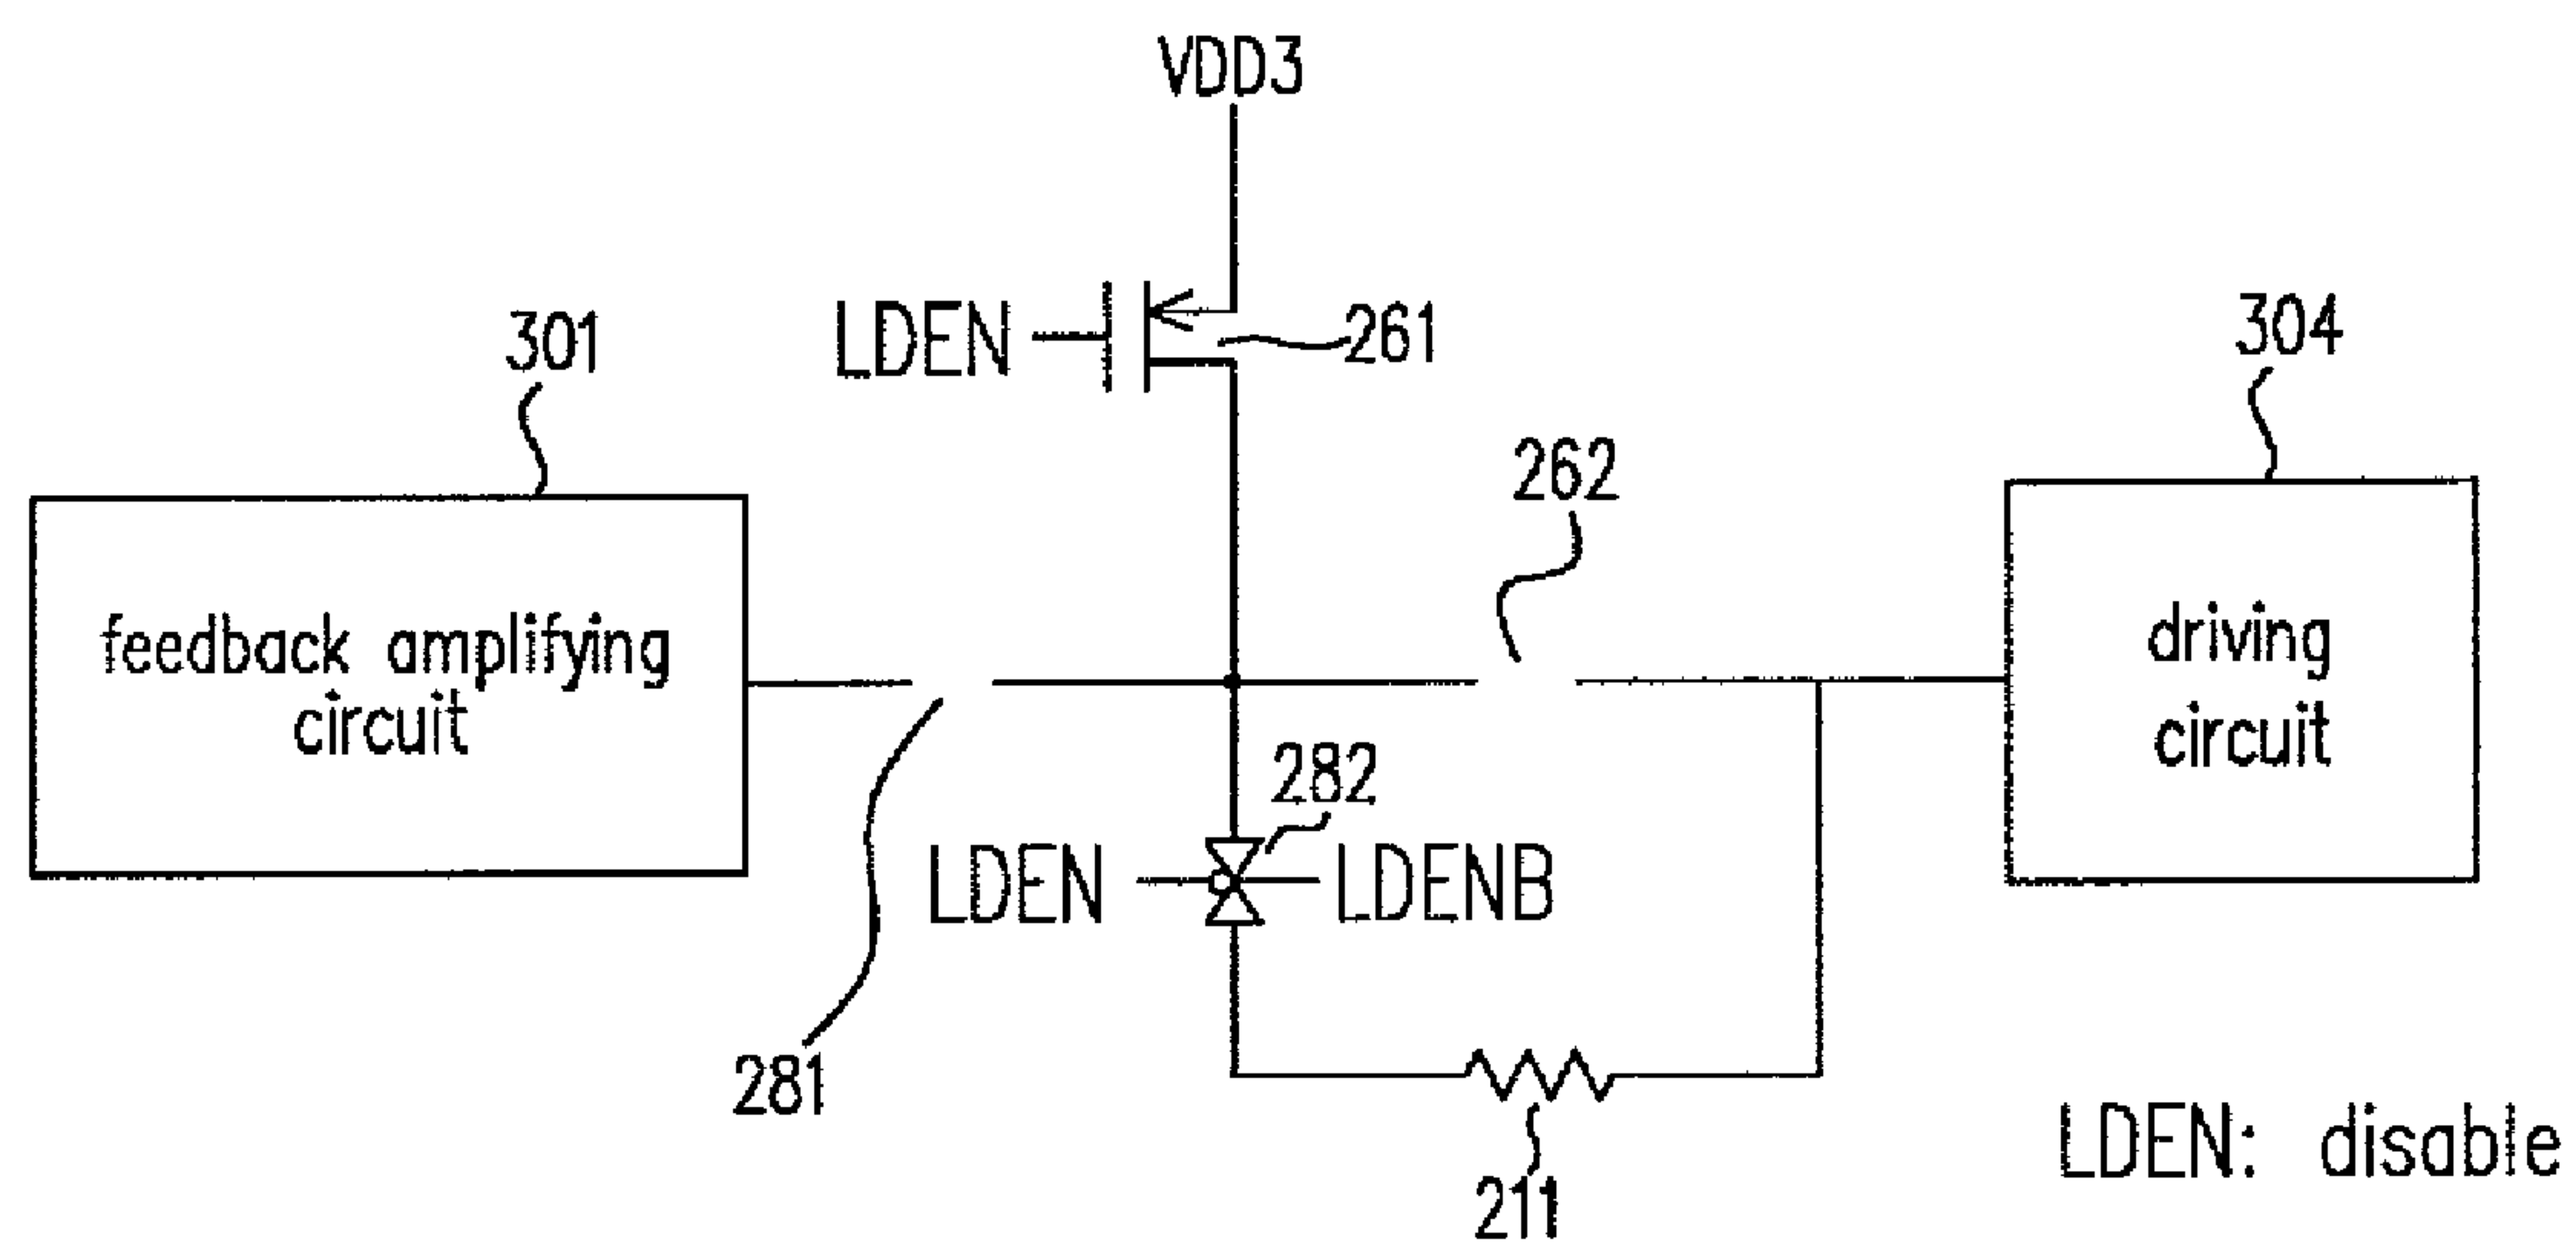 VDD3
LDEN
261
301
304
262
feedback amplifying
circuit
driving
circuit
282
LDEN
LDENB
281
211
LDEN: disable